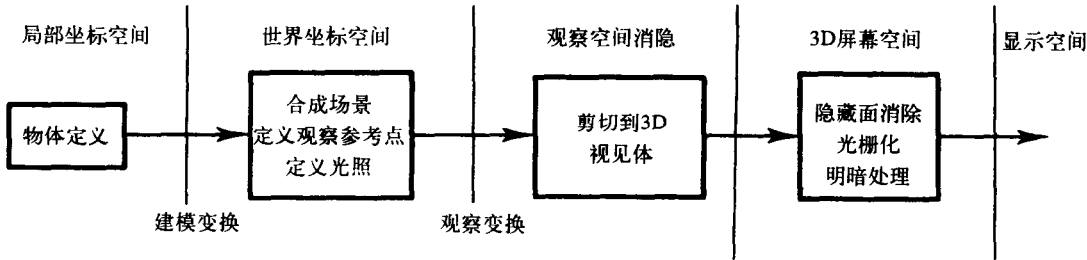 局部坐标空间
世界坐标空间
观察空间消隐
3D屏幕空间
显示空间
物体定义
合成场景
定义观察参考点
定义光照
剪切到3D
视见体
隐藏面消除
光栅化
明暗处理
建模变换
观察变换